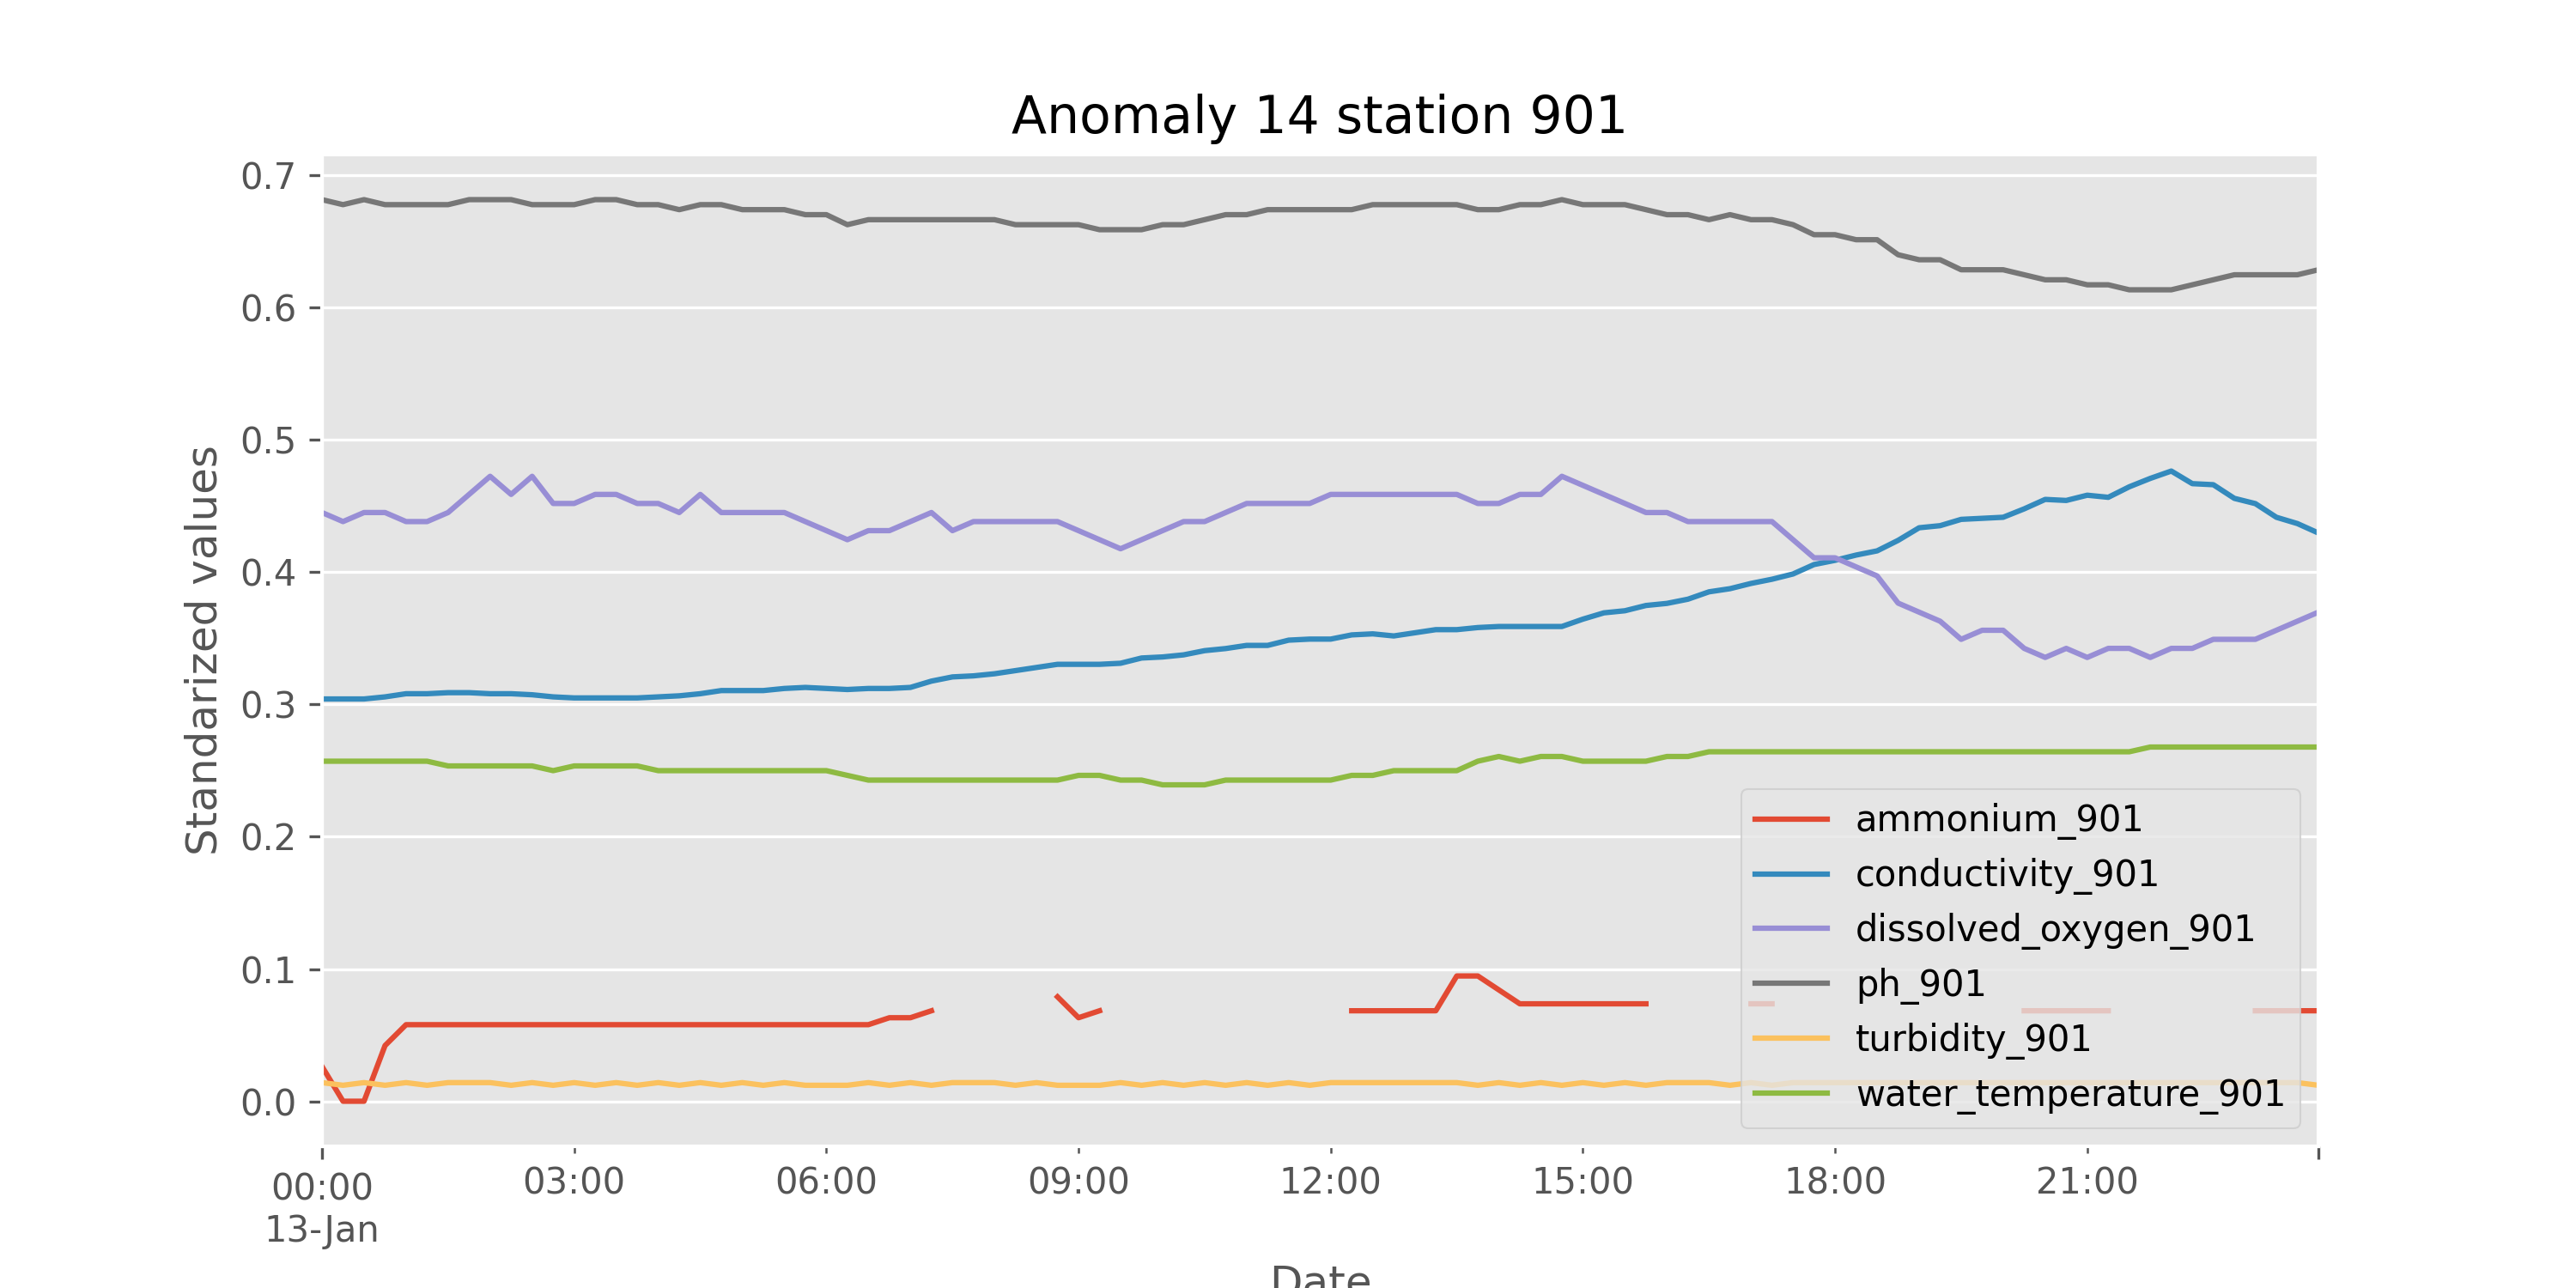 Anomaly 14 station 901
Standardized values
0.7
0.6
0.5
0.4
0.3
0.2
0.1
0.0
ammonium_901
conductivity_901
dissolved_oxygen_901
ph_901
turbidity_901
water_temperature_901
00:00 03:00 06:00 09:00 12:00 15:00 18:00 21:00
13-Jan
Date